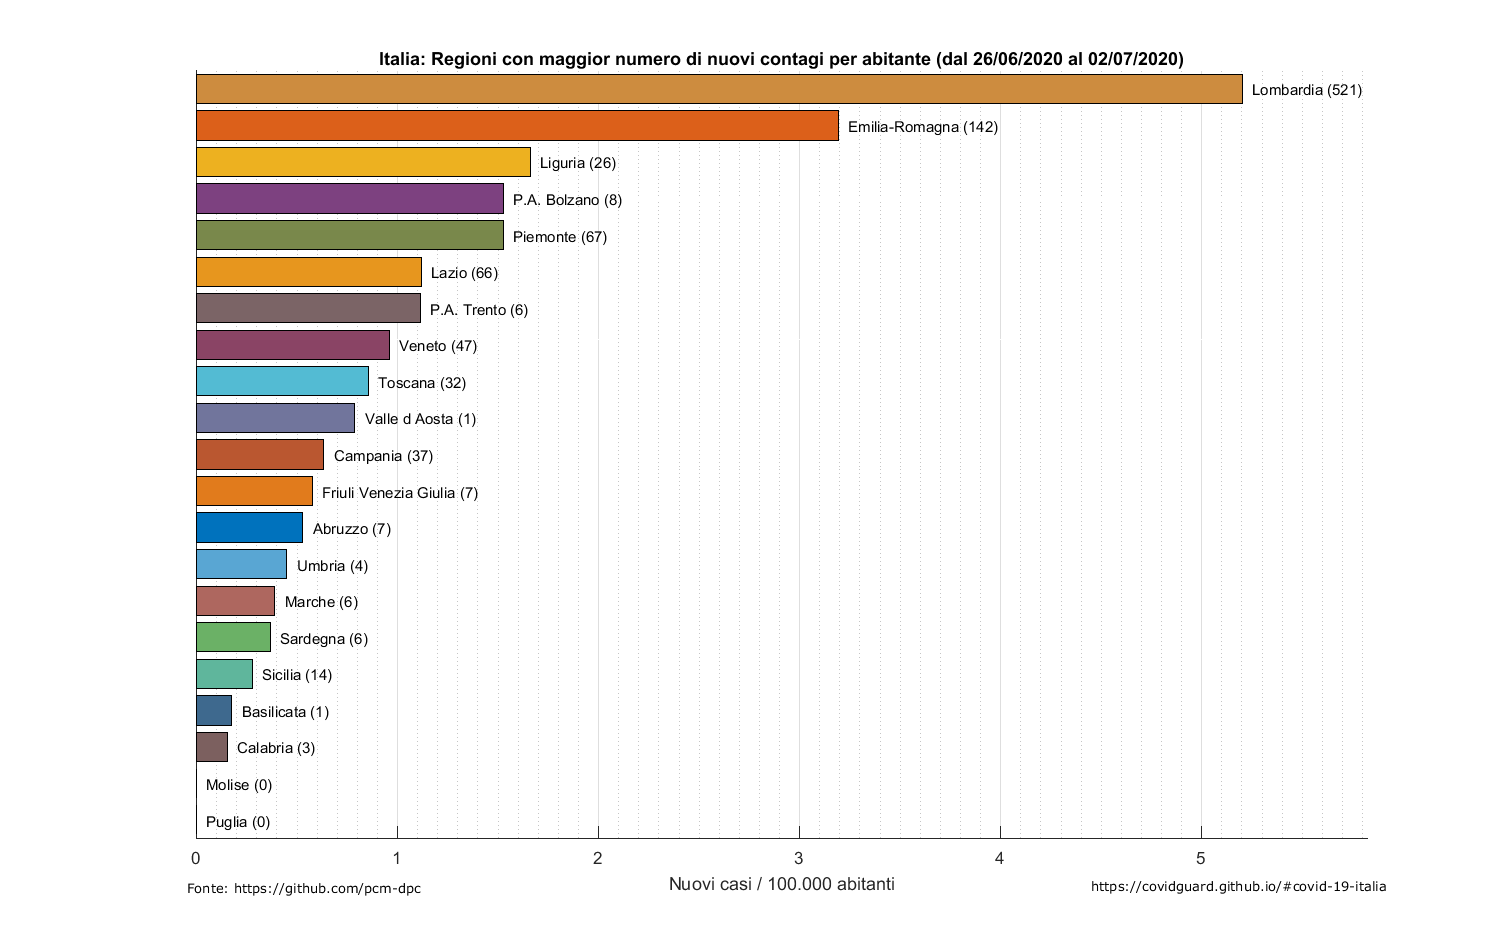 Italia: Regioni con maggior numero di nuovi contagi per abitante (dal 26/06/2020 al 02/07/2020)
Lombardia (521)
Emilia-Romagna (142)
Liguria (26)
P.A. Bolzano (8)
Piemonte (67)
Lazio (66)
P.A. Trento (6)
Veneto (47)
Toscana (32)
Valle d Aosta (1)
Campania (37)
Friuli Venezia Giulia (7)
Abruzzo (7)
Umbria (4)
Marche (6)
Sardegna (6)
Sicilia (14)
Basilicata (1)
Calabria (3)
Molise (0)
Puglia (0)
0 1 2 3 4 5
Nuovi casi / 100.000 abitanti
Fonte: https://github.com/pcm-dpc
https://covidguard.github.io/#covid-19-italia